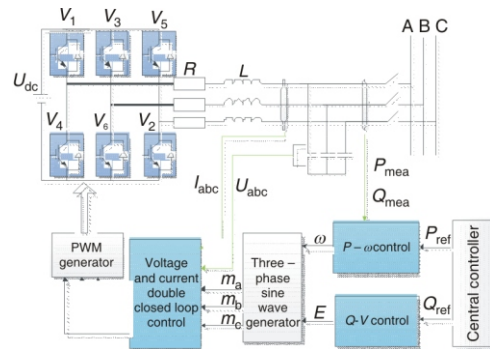 V1 V3 V5
A B C
Udc
R L
V4 V6 V2
Pmea
Iabc Uabc
Qmea
PWM generator
Voltage and current double closed loop control
ma
mb
mc
Three – phase sine wave generator
ω
E
P – ω control
Q-V control
Pref
Qref
Central controller